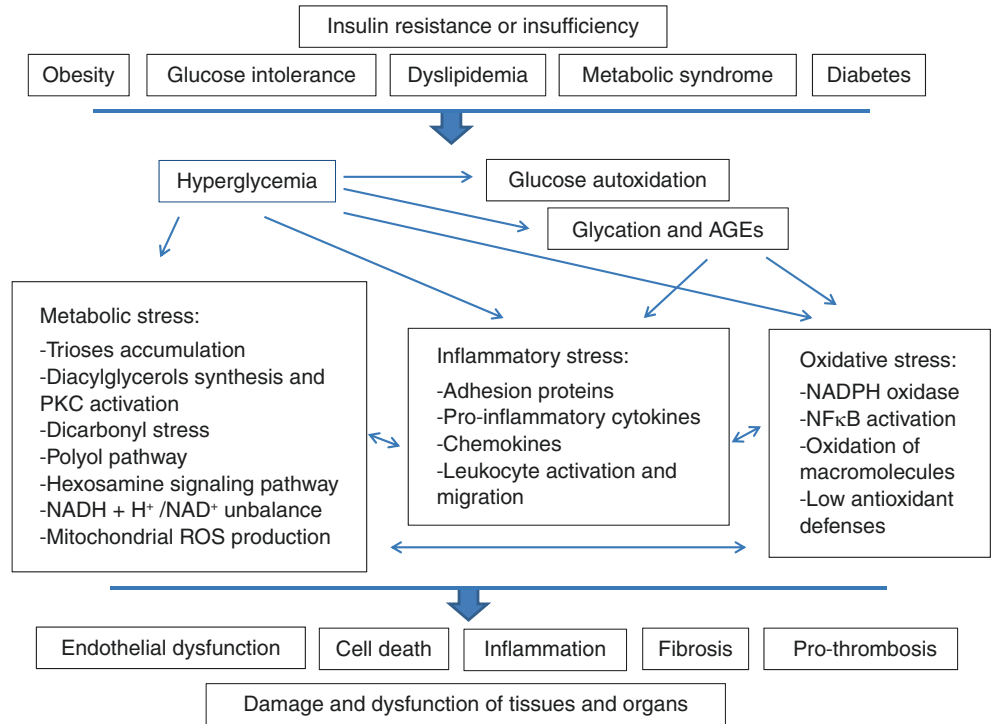 Insulin resistance or insufficiency
Obesity
Glucose intolerance
Dyslipidemia
Metabolic syndrome
Diabetes
Hyperglycemia
Glucose autoxidation
Glycation and AGEs
Metabolic stress:
-Trioses accumulation
-Diacylglycerols synthesis and
PKC activation
-Dicarbonyl stress
-Polyol pathway
-Hexosamine signaling pathway
-NADH + H⁺ /NAD⁺ unbalance
-Mitochondrial ROS production
Inflammatory stress:
-Adhesion proteins
-Pro-inflammatory cytokines
-Chemokines
-Leukocyte activation and
migration
Oxidative stress:
-NADPH oxidase
-NFκB activation
-Oxidation of
macromolecules
-Low antioxidant
defenses
Endothelial dysfunction
Cell death
Inflammation
Fibrosis
Pro-thrombosis
Damage and dysfunction of tissues and organs